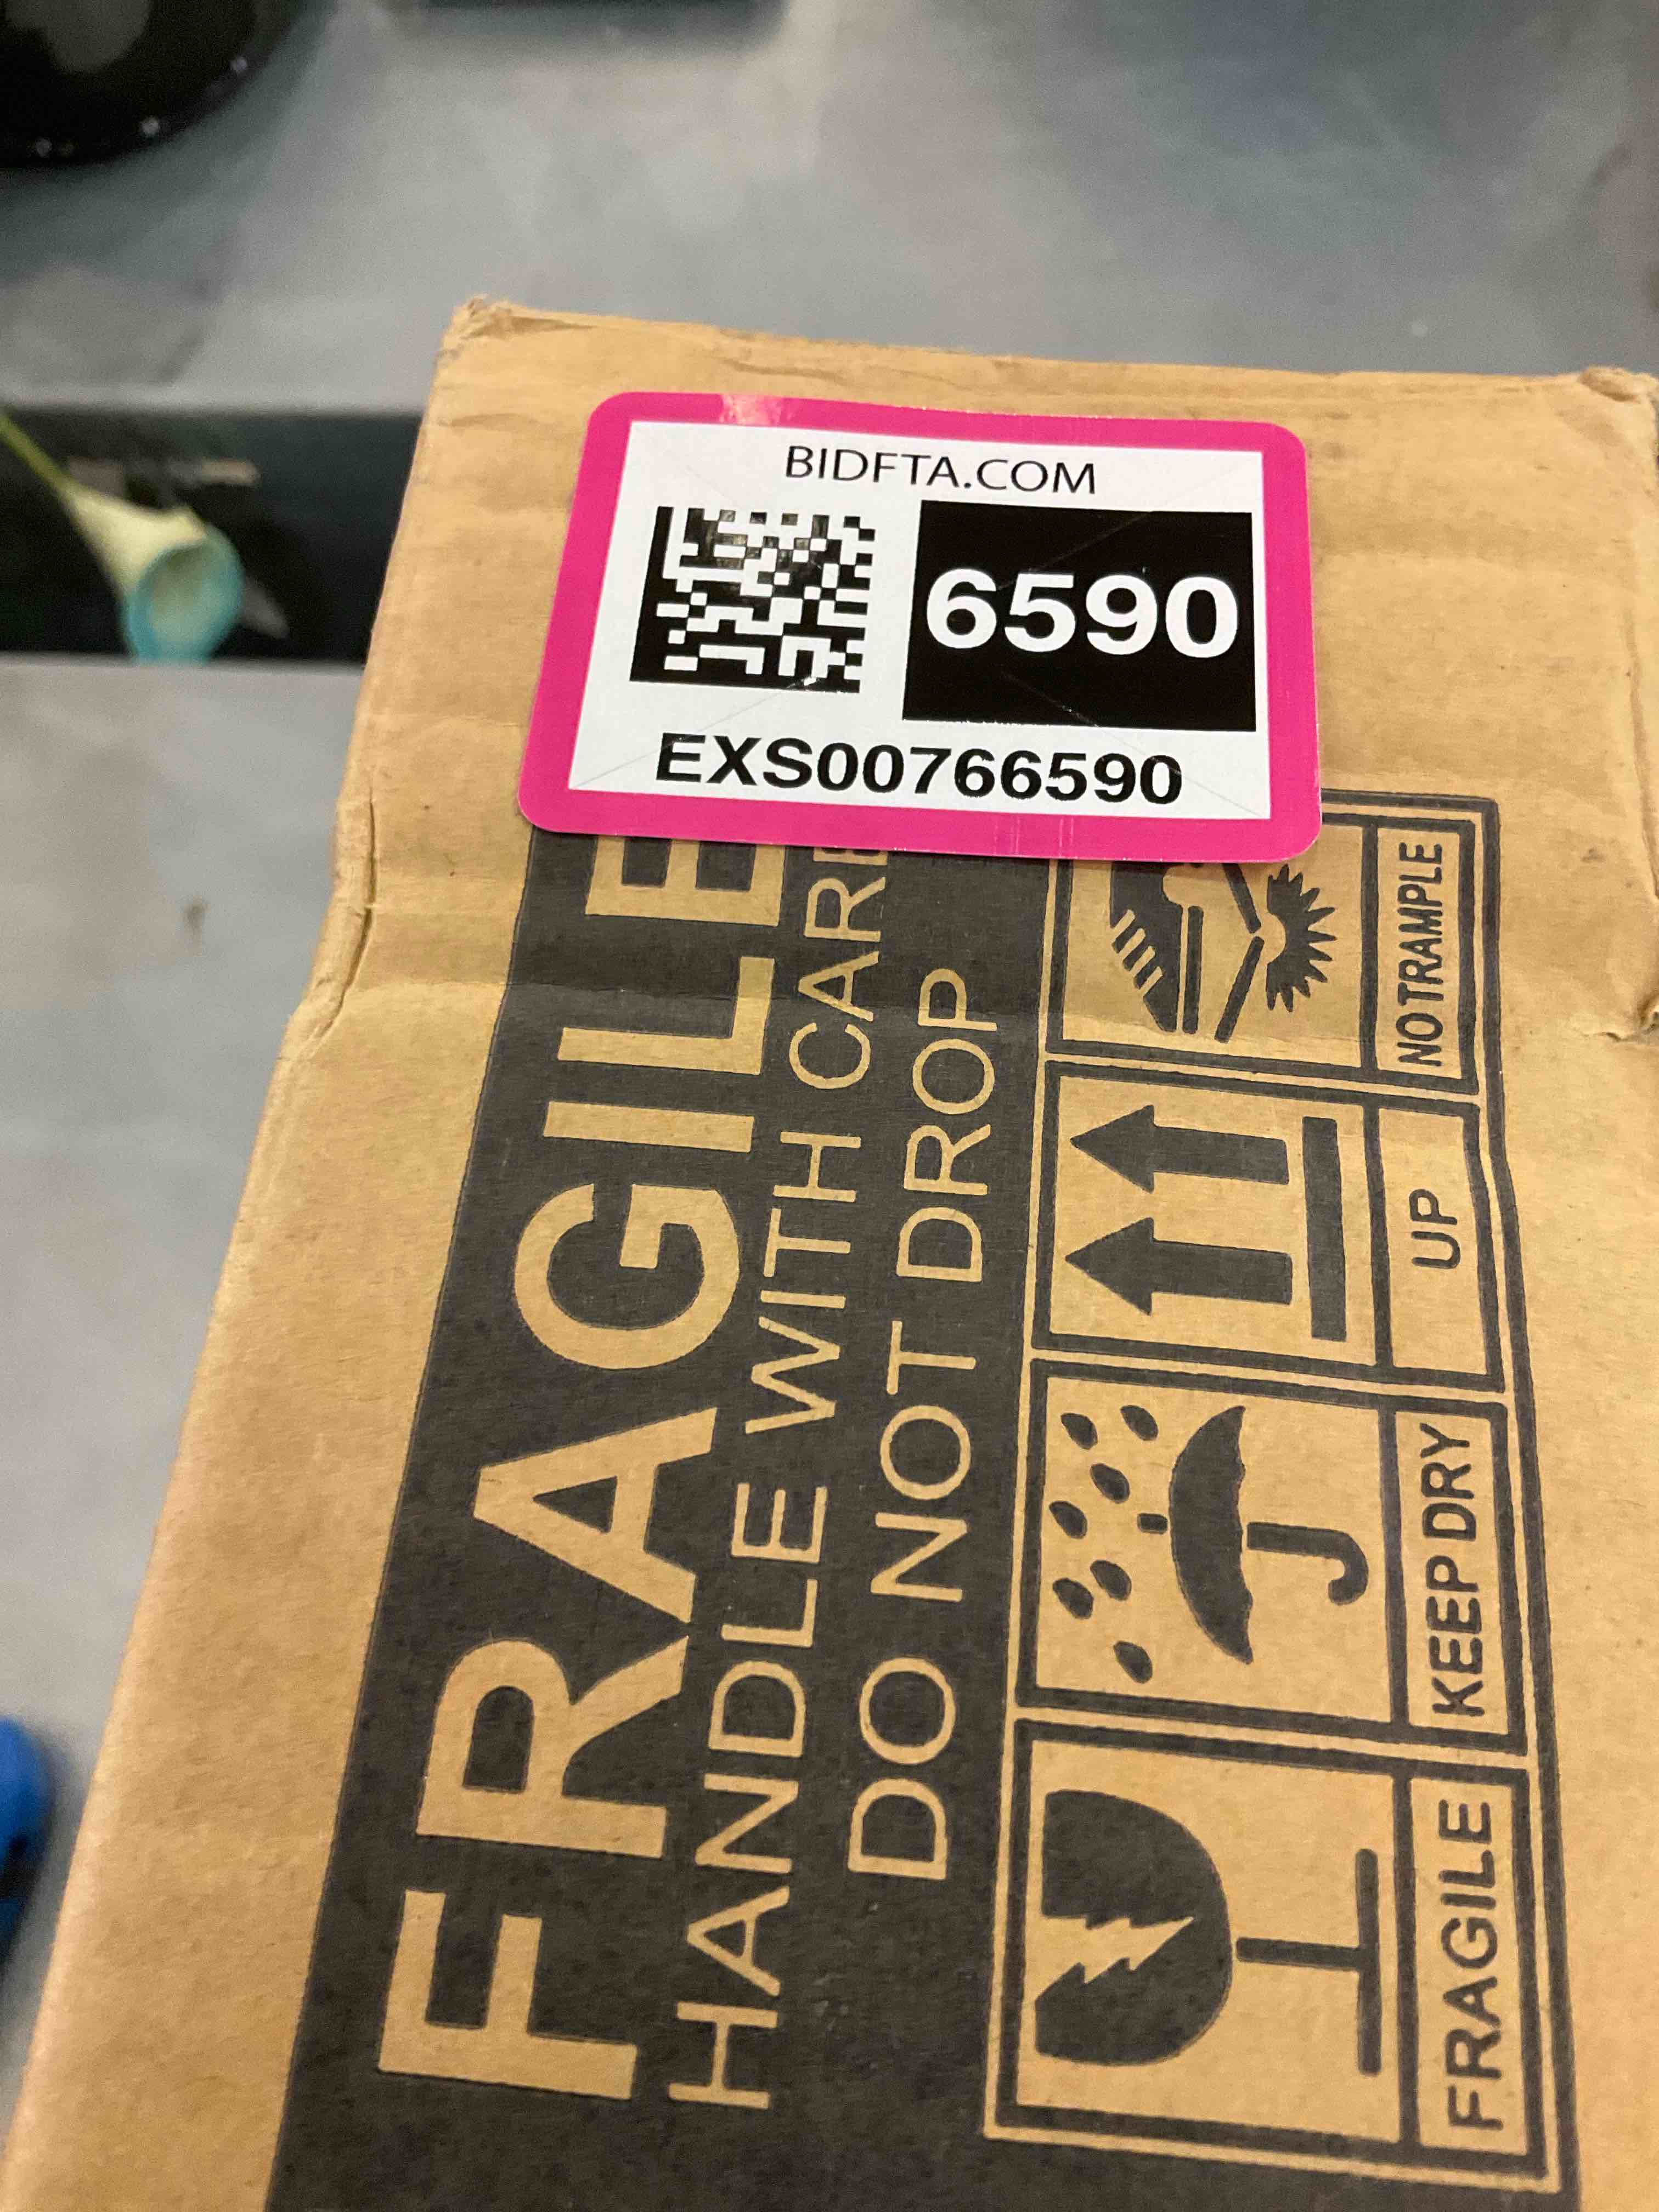 BIDFTA.COM
6590
EXS00766590
FRAGILE
HANDLE WITH CARE
DO NOT DROP
FRAGILE
KEEP DRY
UP
NO TRAMPLE